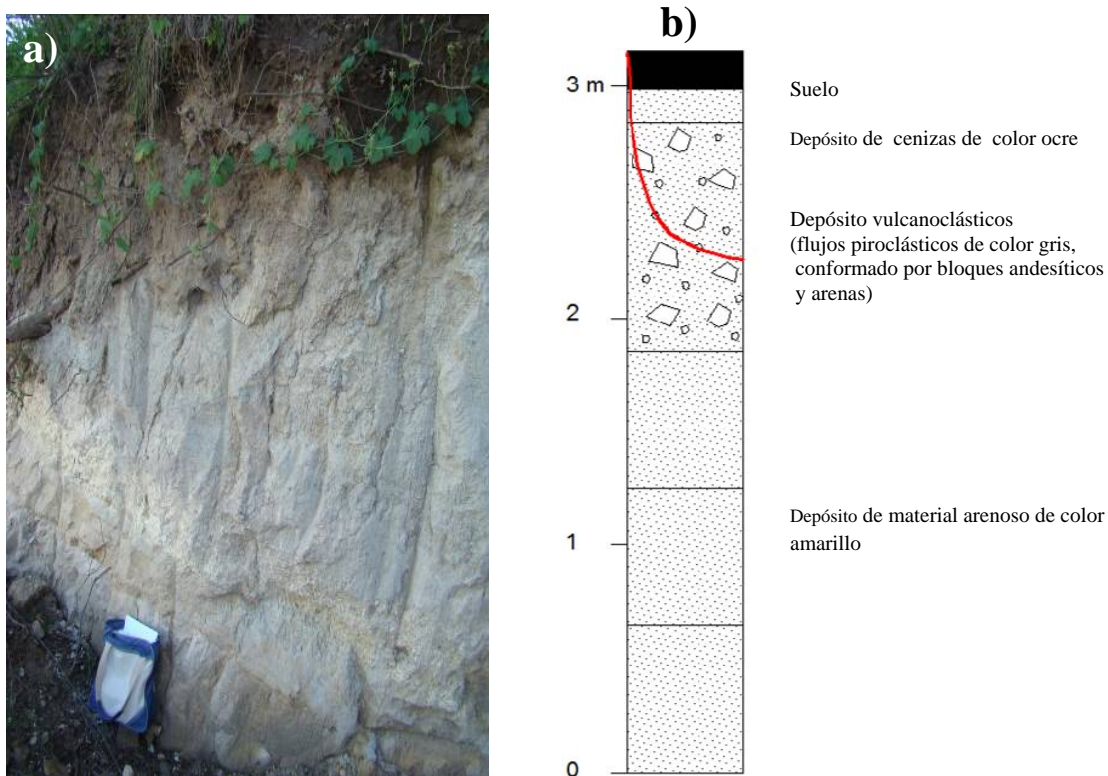 a)
b)
3 m
Suelo
Depósito de cenizas de color ocre
Depósito vulcanoclásticos
(flujos piroclásticos de color gris,
conformado por bloques andesíticos
y arenas)
2
1
Depósito de material arenoso de color
amarillo
0